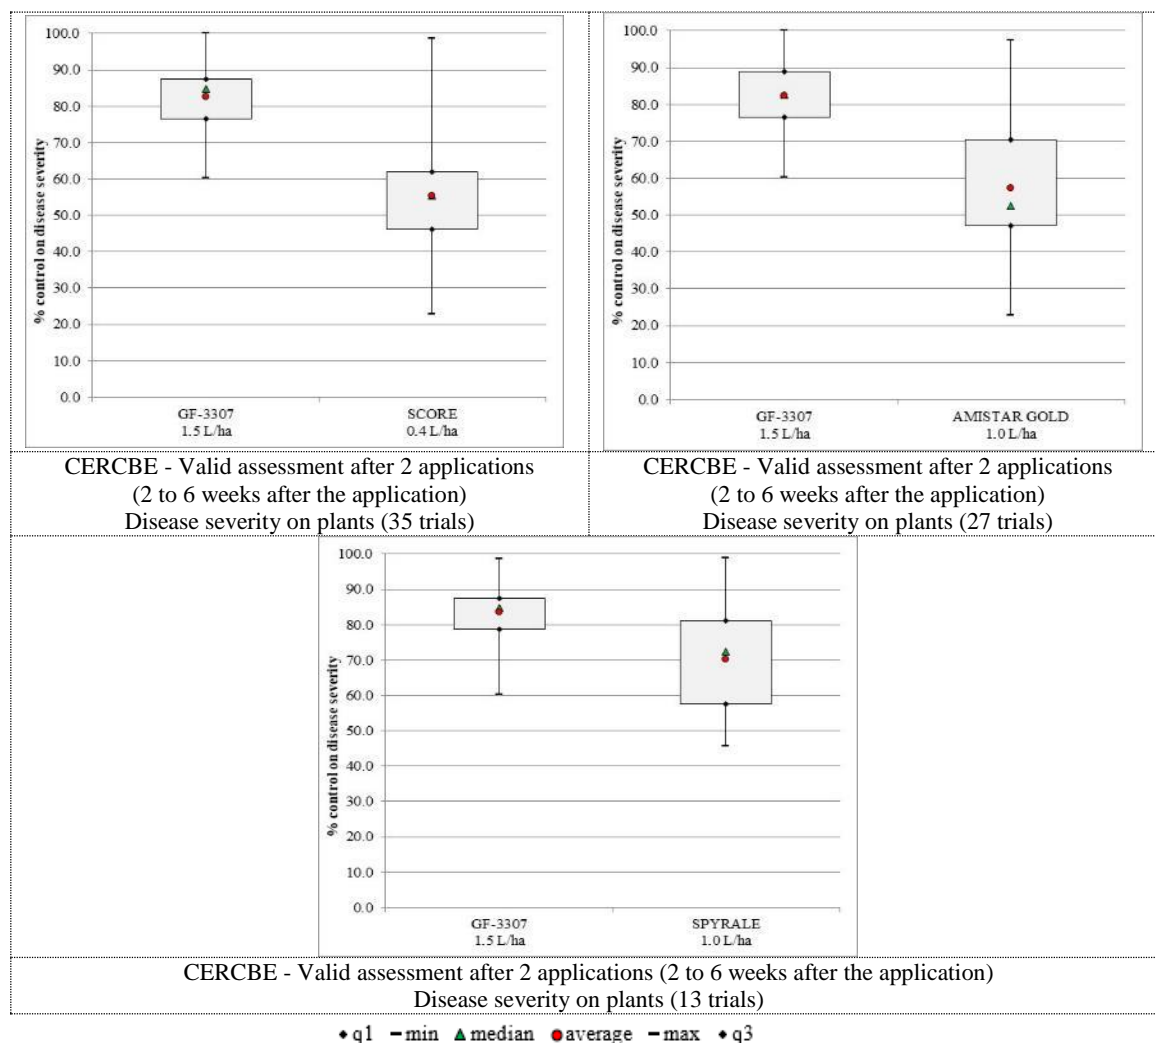 100.0
90.0
80.0
70.0
60.0
50.0
40.0
30.0
20.0
10.0
0.0
% control on disease severity
GF-3307
1.5 L/ha
SCORE
0.4 L/ha
100.0
90.0
80.0
70.0
60.0
50.0
40.0
30.0
20.0
10.0
0.0
% control on disease severity
GF-3307
1.5 L/ha
AMISTAR GOLD
1.0 L/ha
CERCBE - Valid assessment after 2 applications
(2 to 6 weeks after the application)
Disease severity on plants (35 trials)
CERCBE - Valid assessment after 2 applications
(2 to 6 weeks after the application)
Disease severity on plants (27 trials)
100.0
90.0
80.0
70.0
60.0
50.0
40.0
30.0
20.0
10.0
0.0
% control on disease severity
GF-3307
1.5 L/ha
SPYRALE
1.0 L/ha
CERCBE - Valid assessment after 2 applications (2 to 6 weeks after the application)
Disease severity on plants (13 trials)
q1 min median average max q3